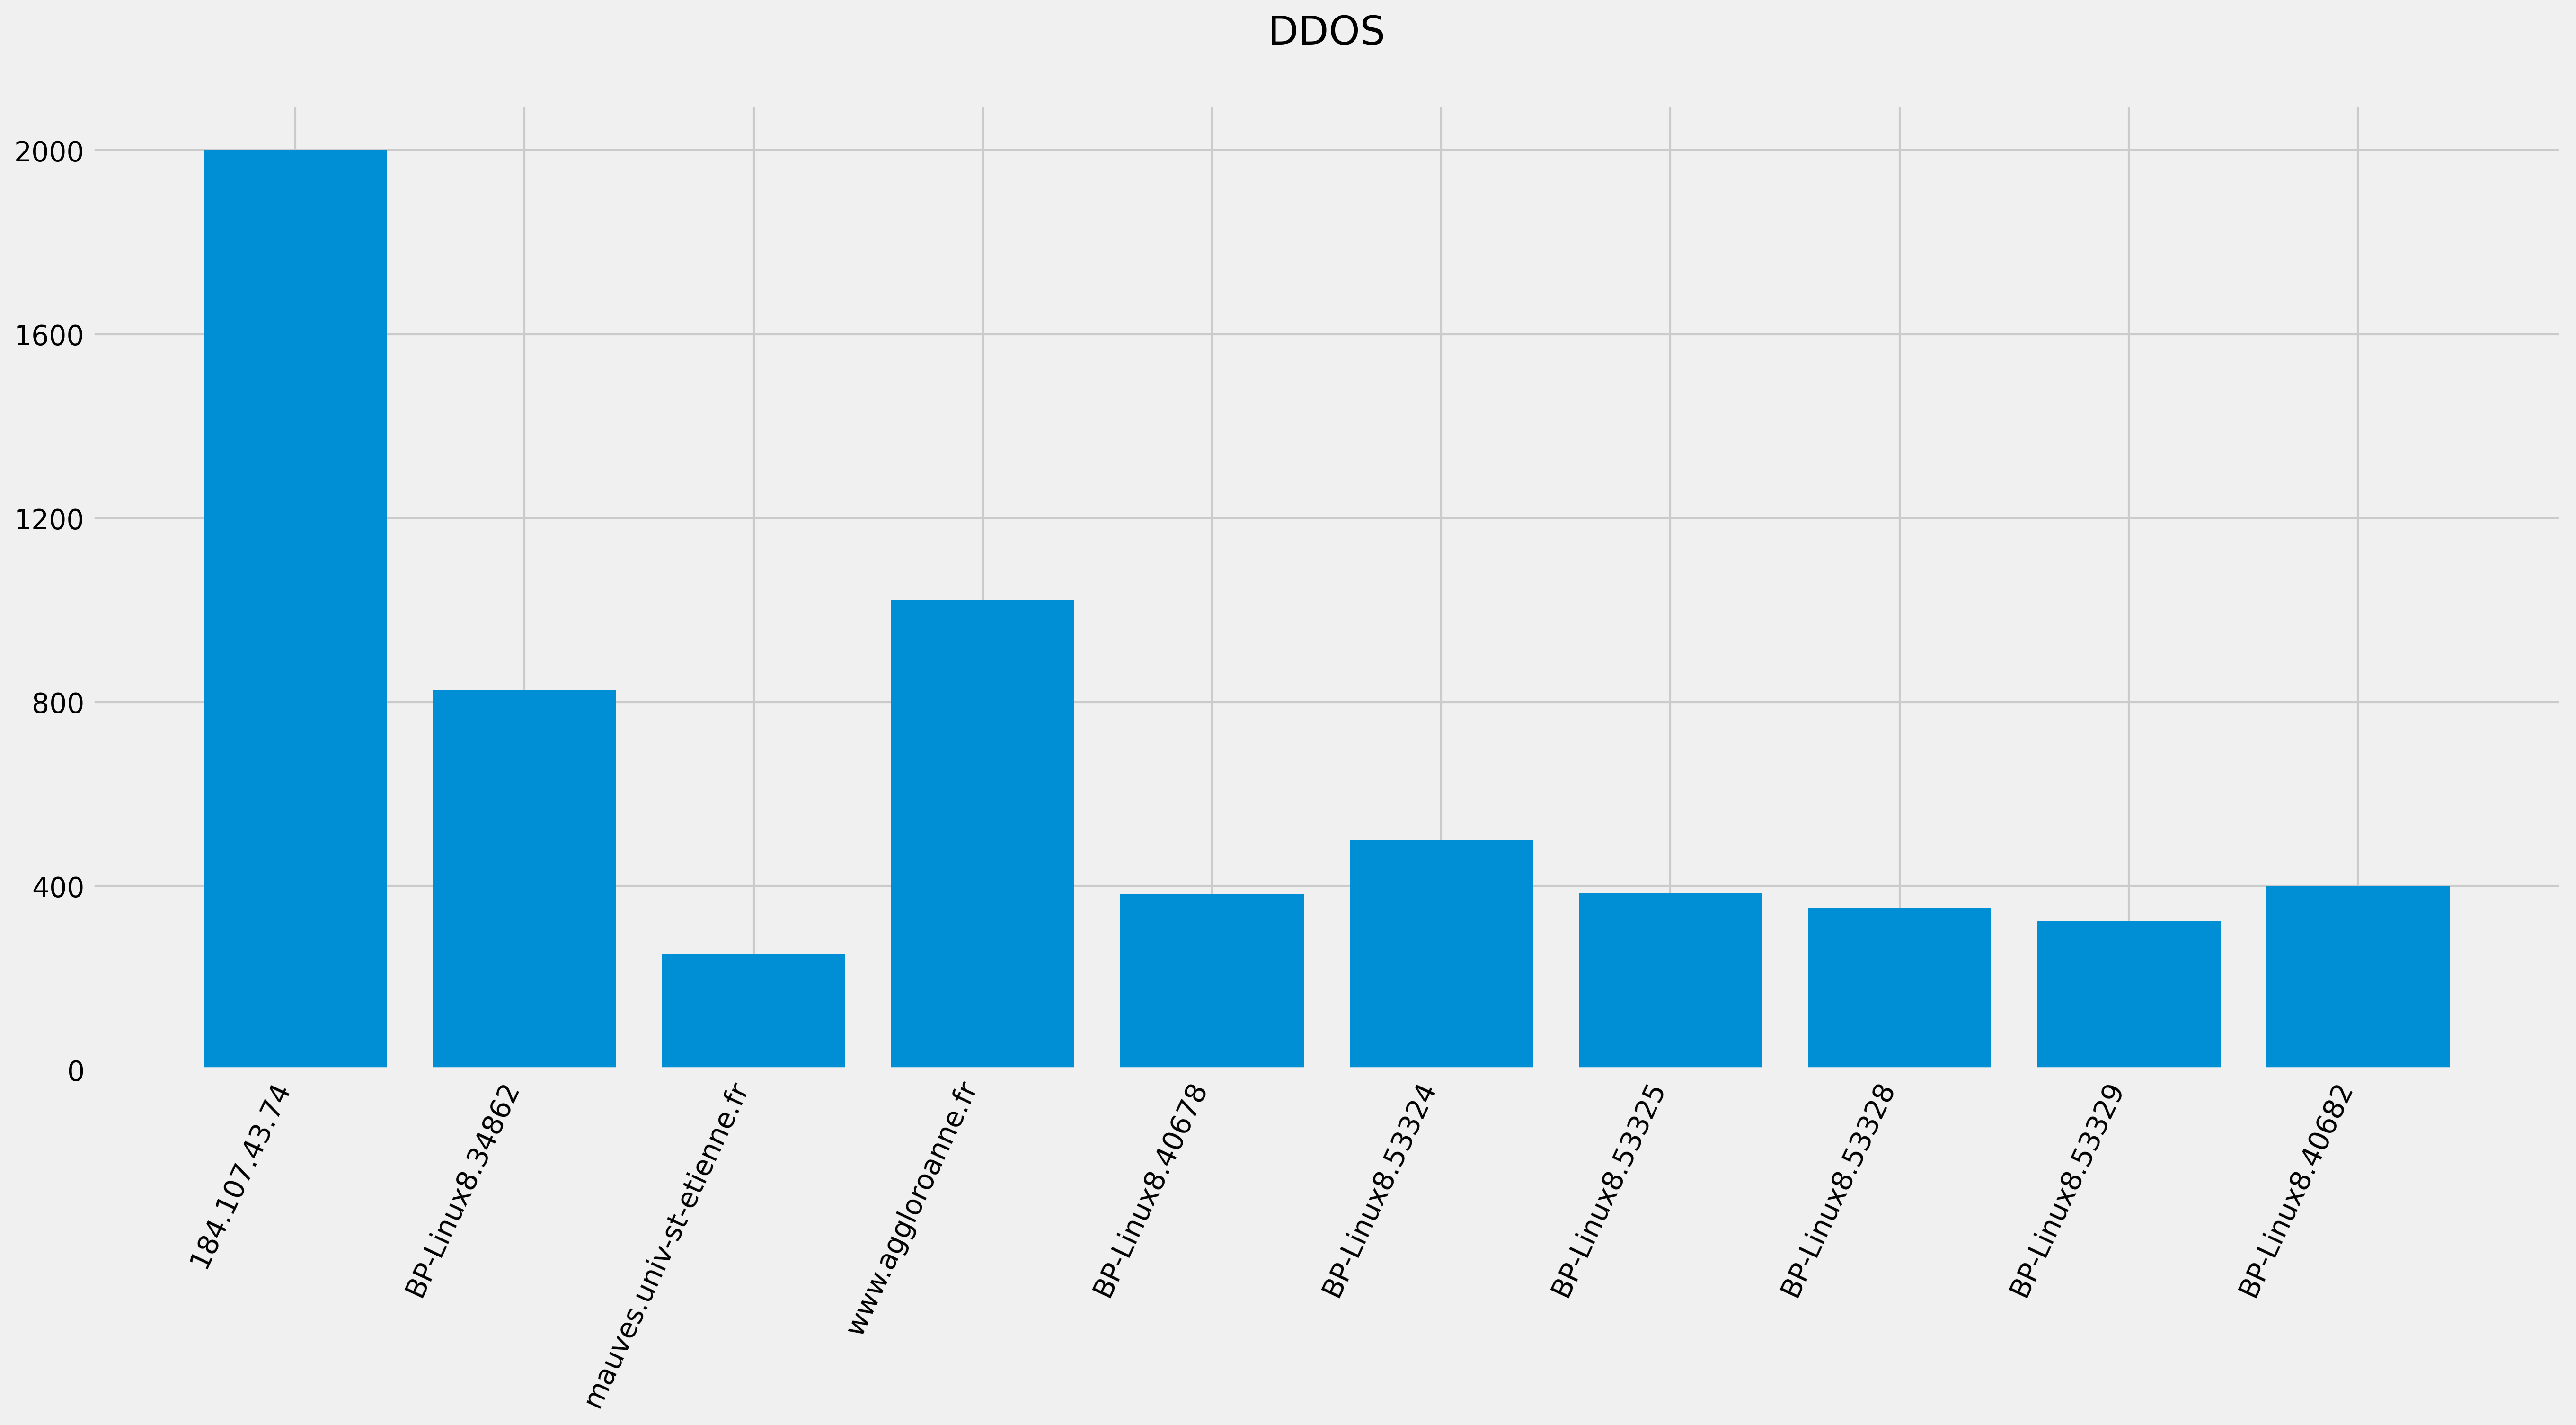 DDOS
2000
1600
1200
800
400
0
184.107.43.74
BP-Linux8.34862
mauves.univ-st-etienne.fr
www.aggloroanne.fr
BP-Linux8.40678
BP-Linux8.53324
BP-Linux8.53325
BP-Linux8.53328
BP-Linux8.53329
BP-Linux8.40682